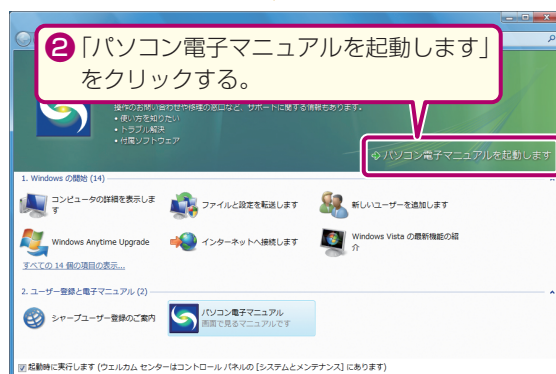 ❷「パソコン電子マニュアルを起動します」
をクリックする。
操作のお問い合わせや修理の窓口など、サポートに関する情報もあります。
• 使い方を知りたい
• トラブル解決
• 付属ソフトウェア
パソコン電子マニュアルを起動します
1. Windows の開始 (14)
コンピュータの詳細を表示しま
す
ファイルと設定を転送します
新しいユーザーを追加します
Windows Anytime Upgrade
インターネットへ接続します
Windows Vista の最新機能の紹
介
すべての 14 個の項目の表示...
2. ユーザー登録と電子マニュアル (2)
シャープユーザー登録のご案内
パソコン電子マニュアル
画面で見るマニュアルです
起動時に実行します (ウェルカム センターはコントロール パネルの [システムとメンテナンス] にあります)